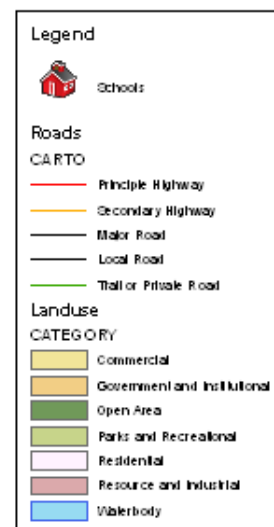 Legend
Schools
Roads
CARTO
Principle Highway
Secondary Highway
Major Road
Local Road
Trail or Private Road
Landuse
CATEGORY
Commercial
Government and Institutional
Open Area
Parks and Recreational
Residential
Resource and Industrial
Waterbody